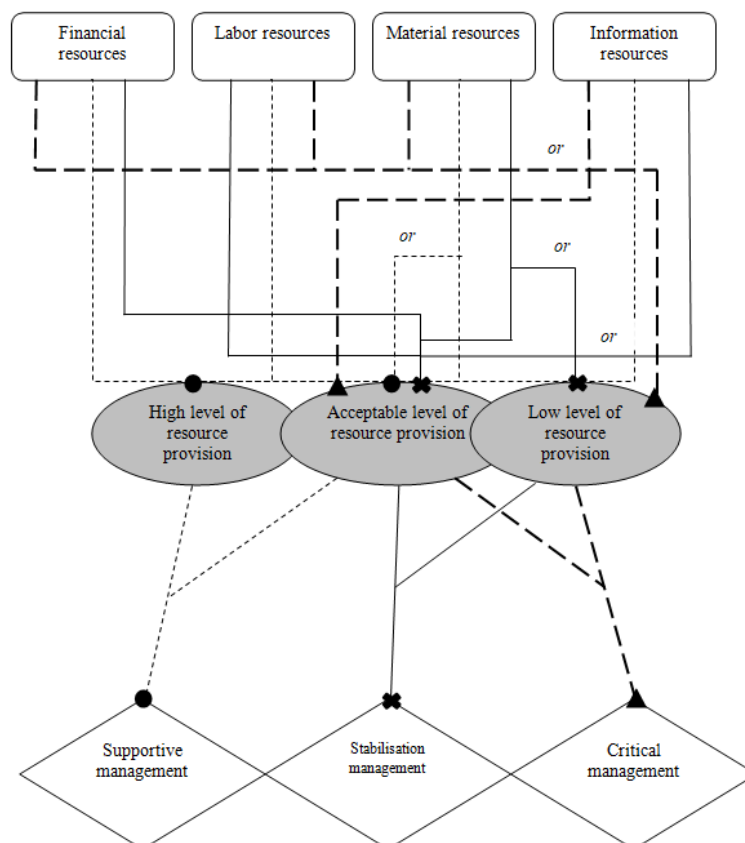 Financial
resources
Labor resources
Material resources
Information
resources
or
or
or
or
High level of
resource
provision
Acceptable level of
resource provision
Low level of
resource
provision
Supportive
management
Stabilisation
management
Critical
management